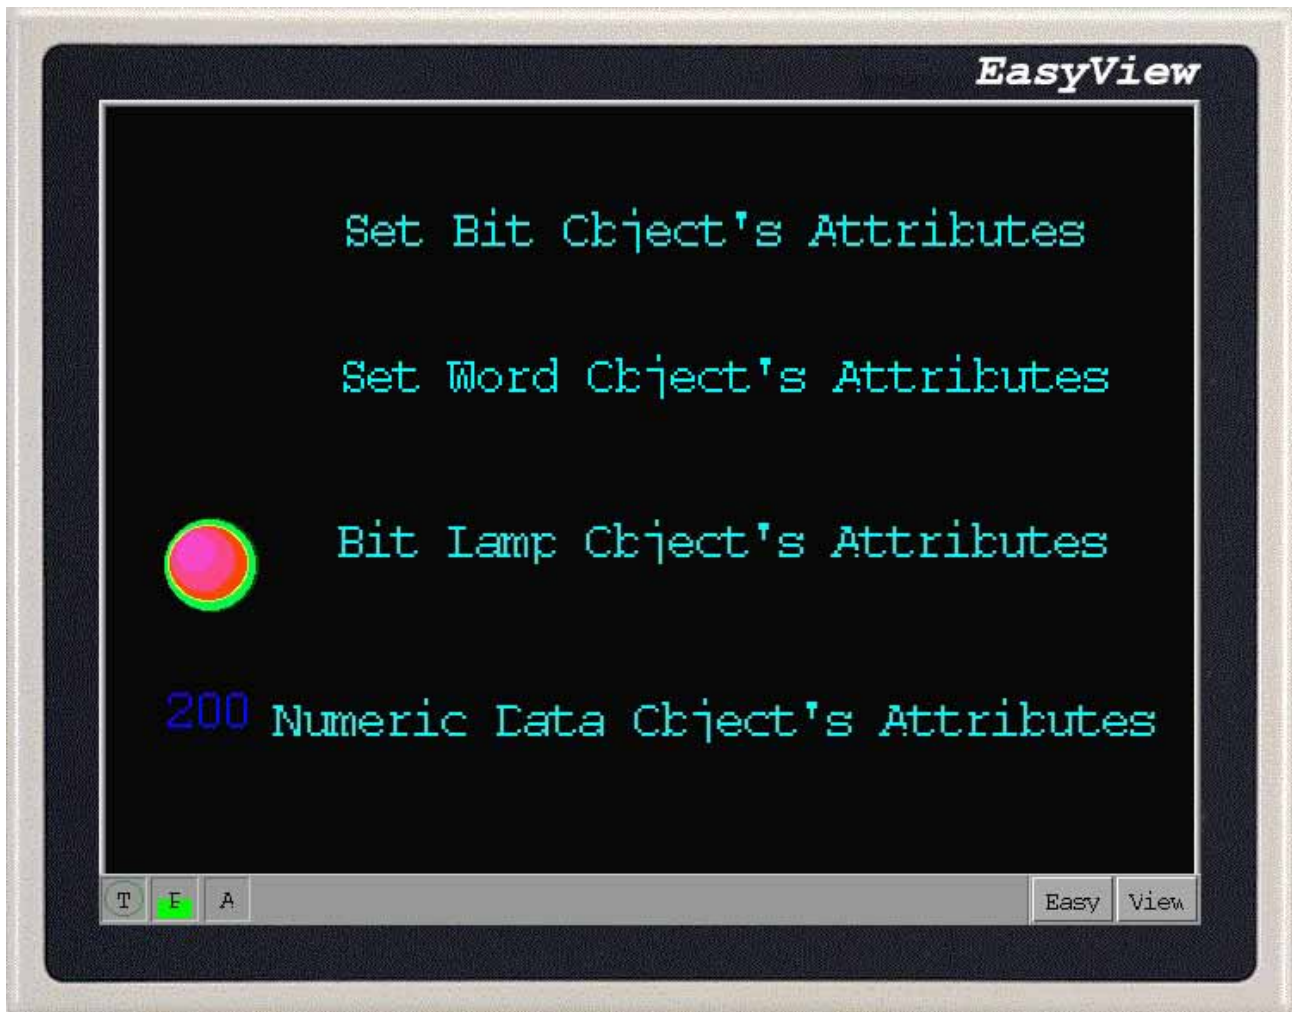 EasyView
Set Bit Object's Attributes
Set Word Object's Attributes
Bit Lamp Object's Attributes
200 Numeric Data Object's Attributes
T P A Easy View